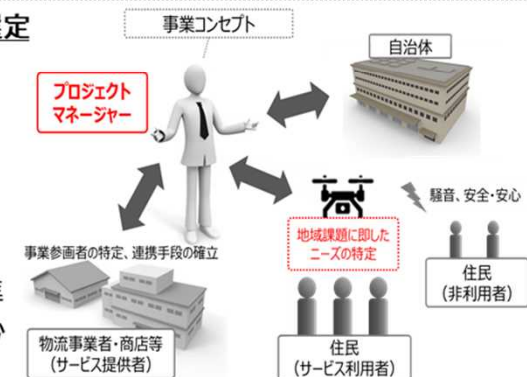 定
事業コンセプト
自治体
プロジェクト
マネージャー
騒音、安全・安心
地域課題に即した
ニーズの特定
事業参画者の特定、連携手段の確立
住民
(非利用者)
物流事業者・商店等
(サービス提供者)
住民
(サービス利用者)